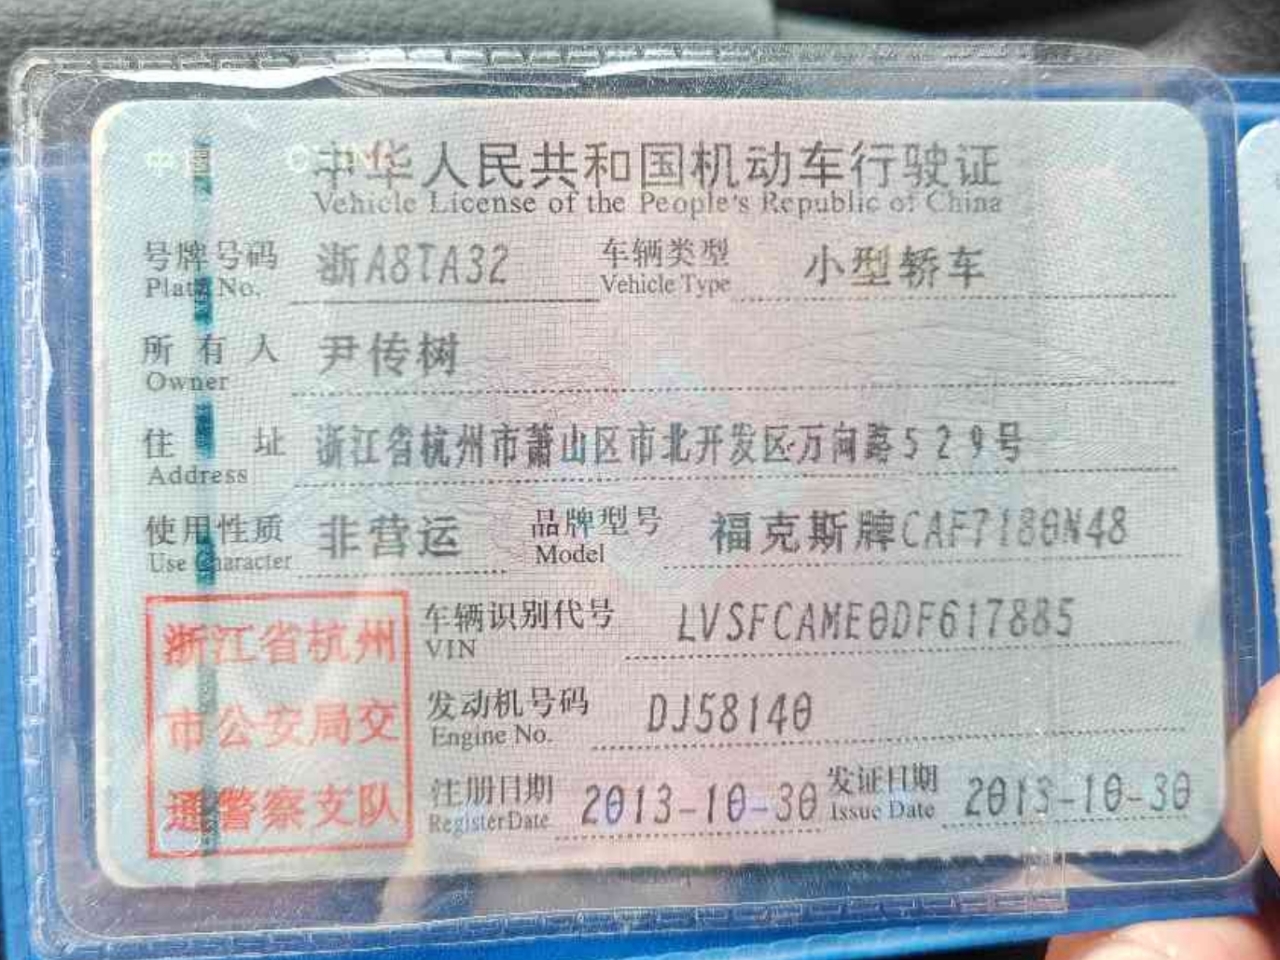 中华人民共和国机动车行驶证
Vehicle License of the People's Republic of China
号牌号码 浙A8TA32 车辆类型 小型轿车
Plate No. Vehicle Type
所有人 尹传树
Owner
住址 浙江省杭州市萧山区市北开发区万向路529号
Address
使用性质 非营运 品牌型号 福克斯牌CAF7180N48
Use Character Model
浙江省杭州
市公安局交
通警察支队
车辆识别代号 LVSFCAME0DF617885
VIN
发动机号码 DJ58140
Engine No.
注册日期 2013-10-30 发证日期 2013-10-30
Register Date Issue Date